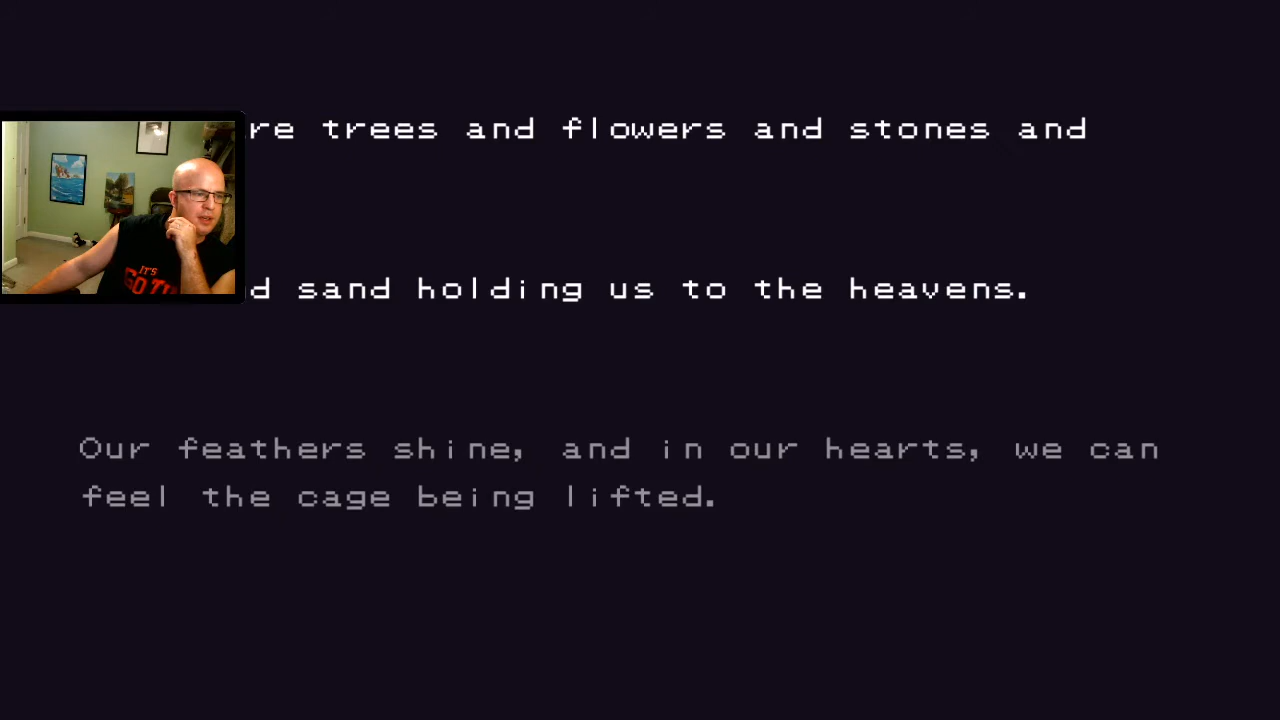 re trees and flowers and stones and
d sand holding us to the heavens.
IT'S
Our feathers shine, and in our hearts, we can
feel the cage being lifted.